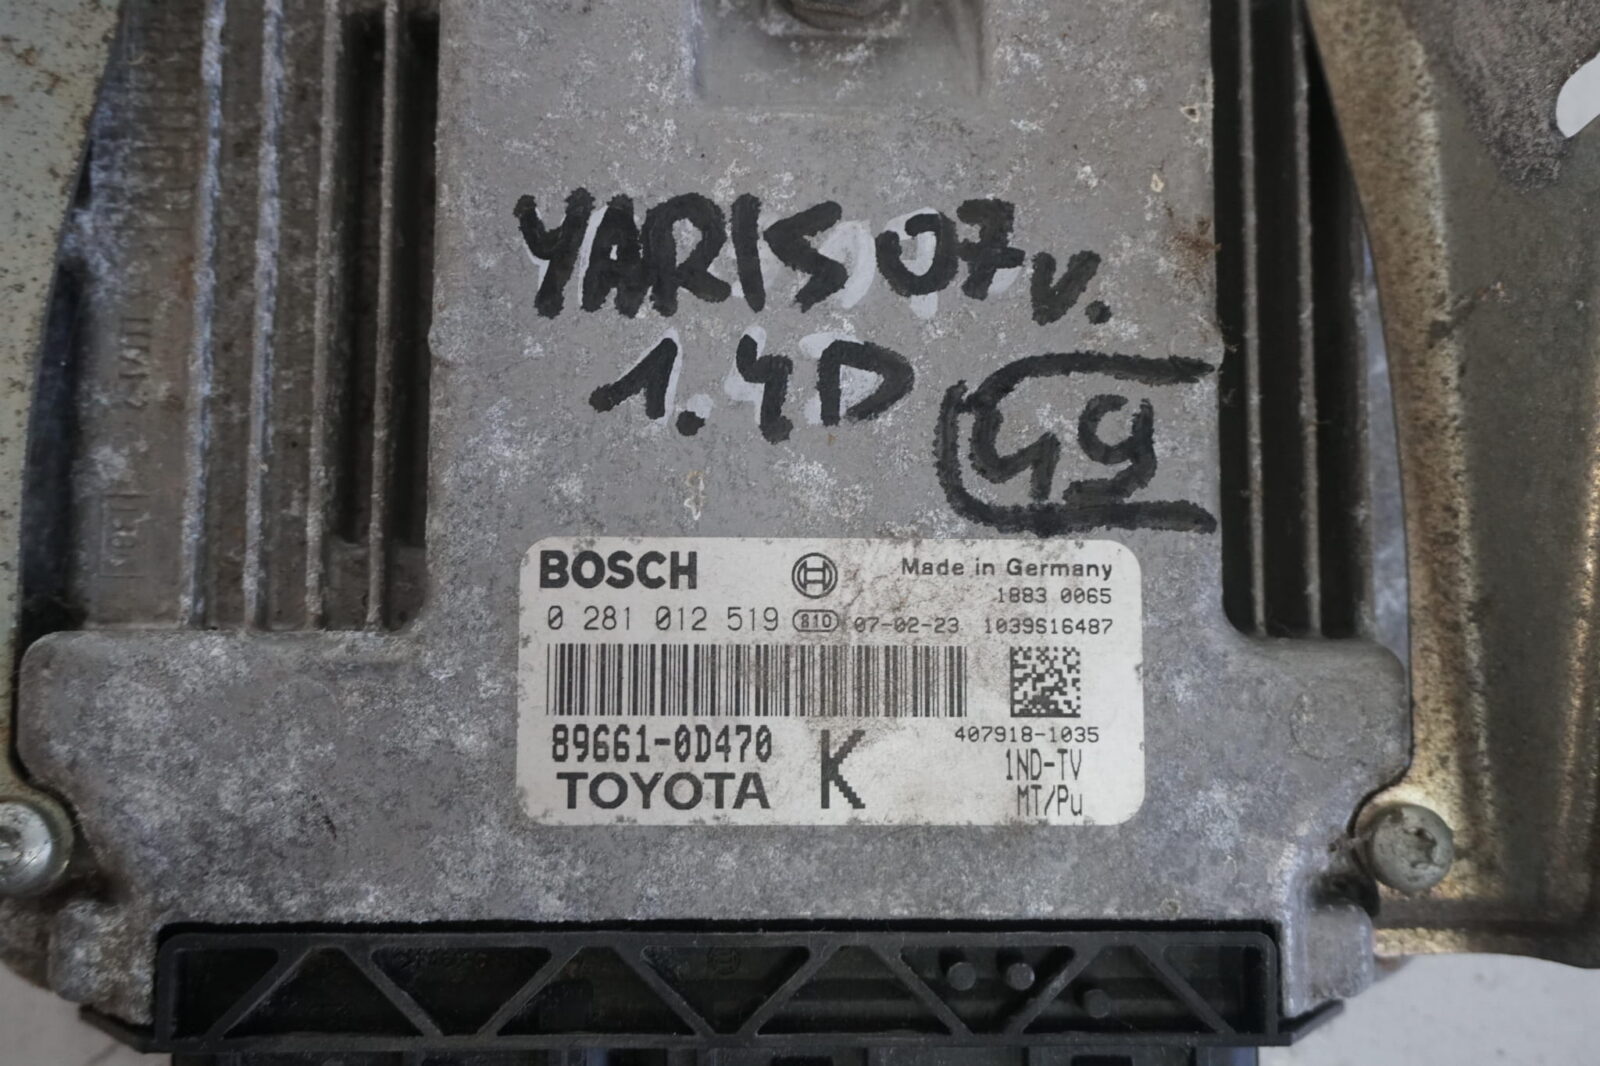 YARIS 07 v.
1.4D
49
BOSCH
Made in Germany
1883 0065
0 281 012 519 810 07-02-23 1039S16487
89661-0D470
407918-1035
TOYOTA
K
1ND-TV
MT/Pu